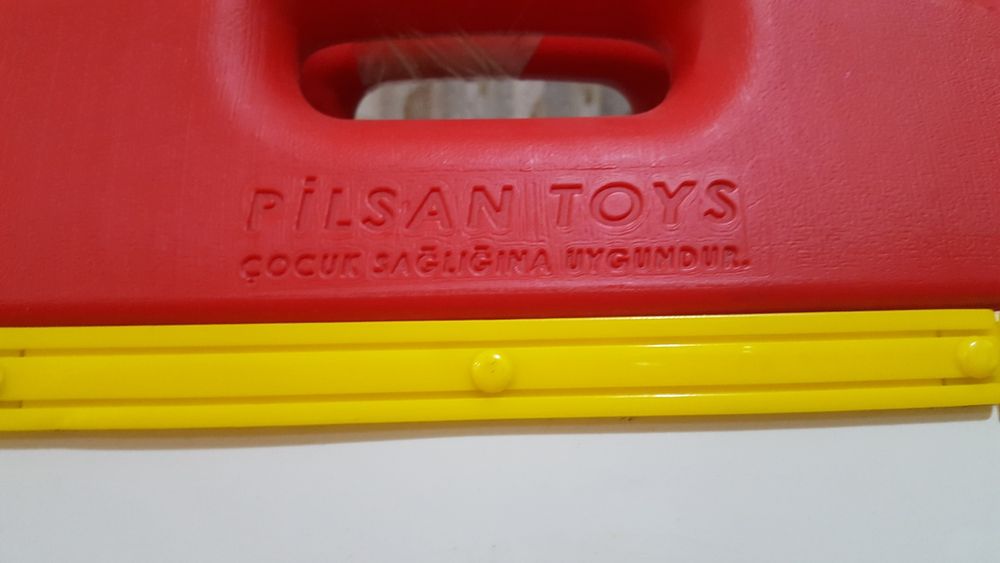 PİLSAN TOYS
ÇOCUK SAĞLIĞINA UYGUNDUR.